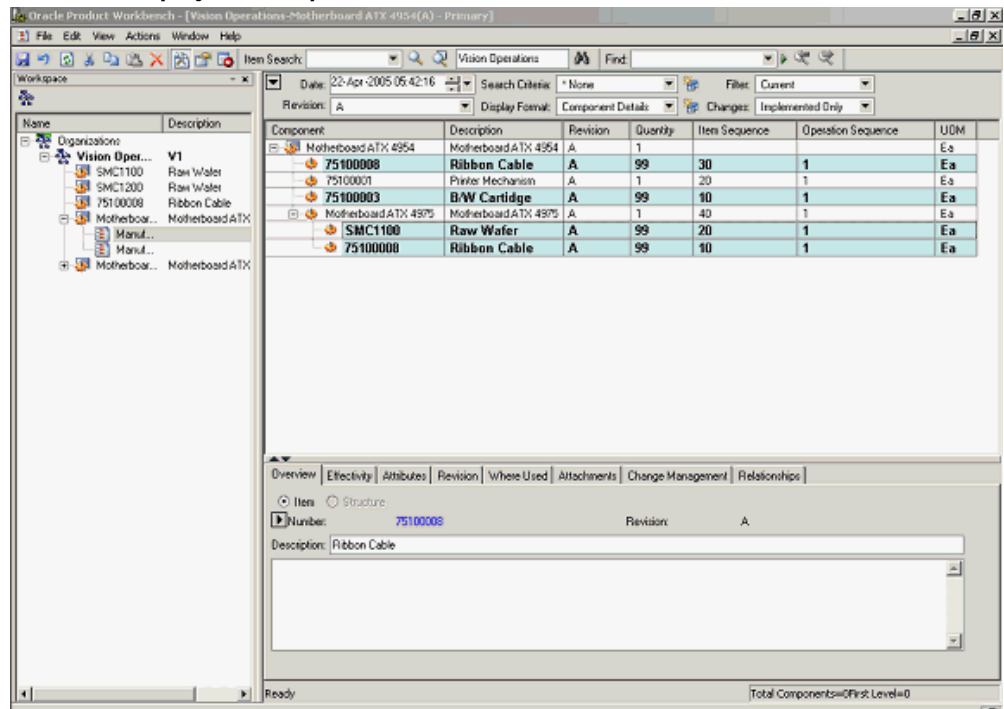 Oracle Product Workbench - [Vision Operations-Motherboard ATX 4954(A) - Primary]
File Edit View Actions Window Help
Item Search: Vision Operations Find:
Workspace
Date: 22-Apr-2005 05:42:16 Search Criteria: * None Filter: Current
Revision: A Display Format: Component Details Changes: Implemented Only
Name Description
Organizations
Vision Oper... V1
SMC1100 Raw Wafer
SMC1200 Raw Wafer
75100008 Ribbon Cable
Motherboar... Motherboard ATX
Manuf...
Manuf...
Motherboar... Motherboard ATX
Component Description Revision Quantity Item Sequence Operation Sequence UOM
Motherboard ATX 4954 Motherboard ATX 4954 A 1 Ea
75100008 Ribbon Cable A 99 30 1 Ea
75100001 Printer Mechanism A 1 20 1 Ea
75100003 B/W Cartidge A 99 10 1 Ea
Motherboard ATX 4975 Motherboard ATX 4975 A 1 40 1 Ea
SMC1100 Raw Wafer A 99 20 1 Ea
75100008 Ribbon Cable A 99 10 1 Ea
Overview Effectivity Attributes Revision Where Used Attachments Change Management Relationships
Item Structure
Number: 75100008 Revision: A
Description: Ribbon Cable
Ready Total Components=0First Level=0